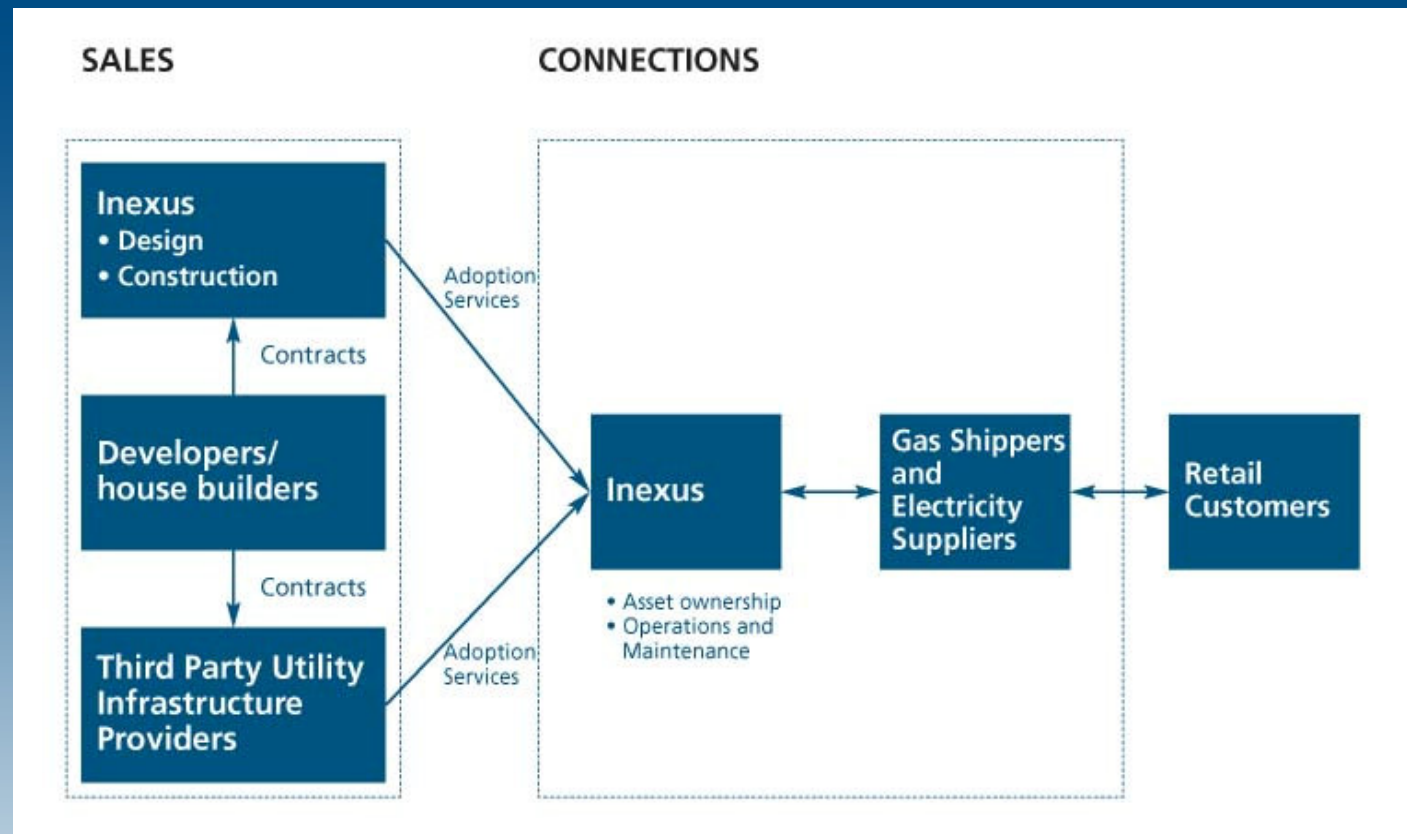 SALES
CONNECTIONS
Inexus
• Design
• Construction
Adoption
Services
Contracts
Developers/
house builders
Inexus
Gas Shippers
and
Electricity
Suppliers
Retail
Customers
Contracts
• Asset ownership
• Operations and
Maintenance
Third Party Utility
Infrastructure
Providers
Adoption
Services